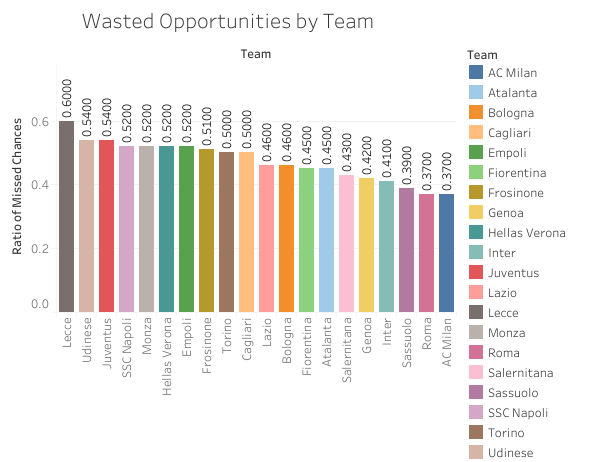 Wasted Opportunities by Team
Team
Ratio of Missed Chances
0.6
0.4
0.2
0.0
0.6000
0.5400
0.5400
0.5200
0.5200
0.5200
0.5200
0.5100
0.5000
0.5000
0.4600
0.4600
0.4500
0.4500
0.4300
0.4200
0.4100
0.3900
0.3700
0.3700
Lecce
Udinese
Juventus
SSC Napoli
Monza
Hellas Verona
Empoli
Frosinone
Torino
Cagliari
Lazio
Bologna
Fiorentina
Atalanta
Salernitana
Genoa
Inter
Sassuolo
Roma
AC Milan
Team
AC Milan
Atalanta
Bologna
Cagliari
Empoli
Fiorentina
Frosinone
Genoa
Hellas Verona
Inter
Juventus
Lazio
Lecce
Monza
Roma
Salernitana
Sassuolo
SSC Napoli
Torino
Udinese